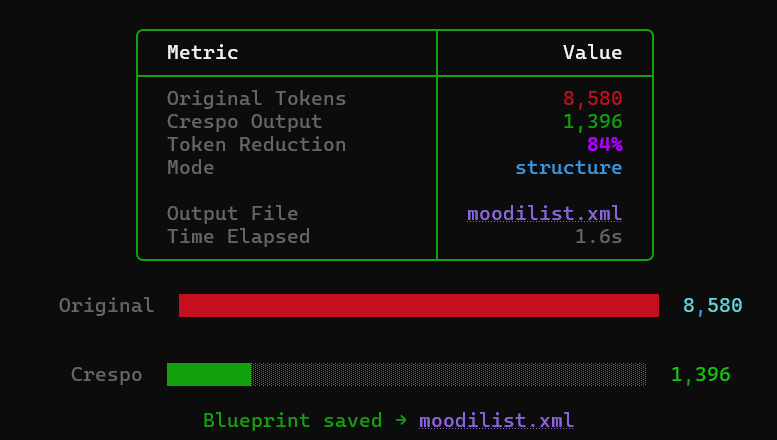 Metric Value
Original Tokens 8,580
Crespo Output 1,396
Token Reduction 84%
Mode structure
Output File moodilist.xml
Time Elapsed 1.6s
Original 8,580
Crespo 1,396
Blueprint saved → moodilist.xml